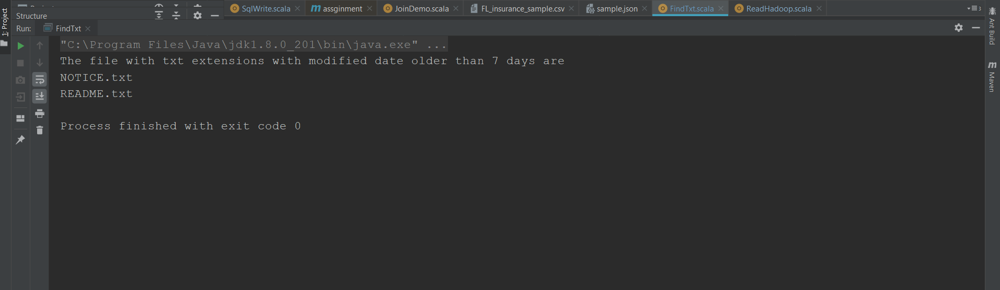 1: Project
Structure
SqlWrite.scala
m assginment
JoinDemo.scala
FL_insurance_sample.csv
sample.json
FindTxt.scala
ReadHadoop.scala
3
Run: FindTxt
"C:\Program Files\Java\jdk1.8.0_201\bin\java.exe" ...
The file with txt extensions with modified date older than 7 days are
NOTICE.txt
README.txt
Process finished with exit code 0
Ant Build
m Maven